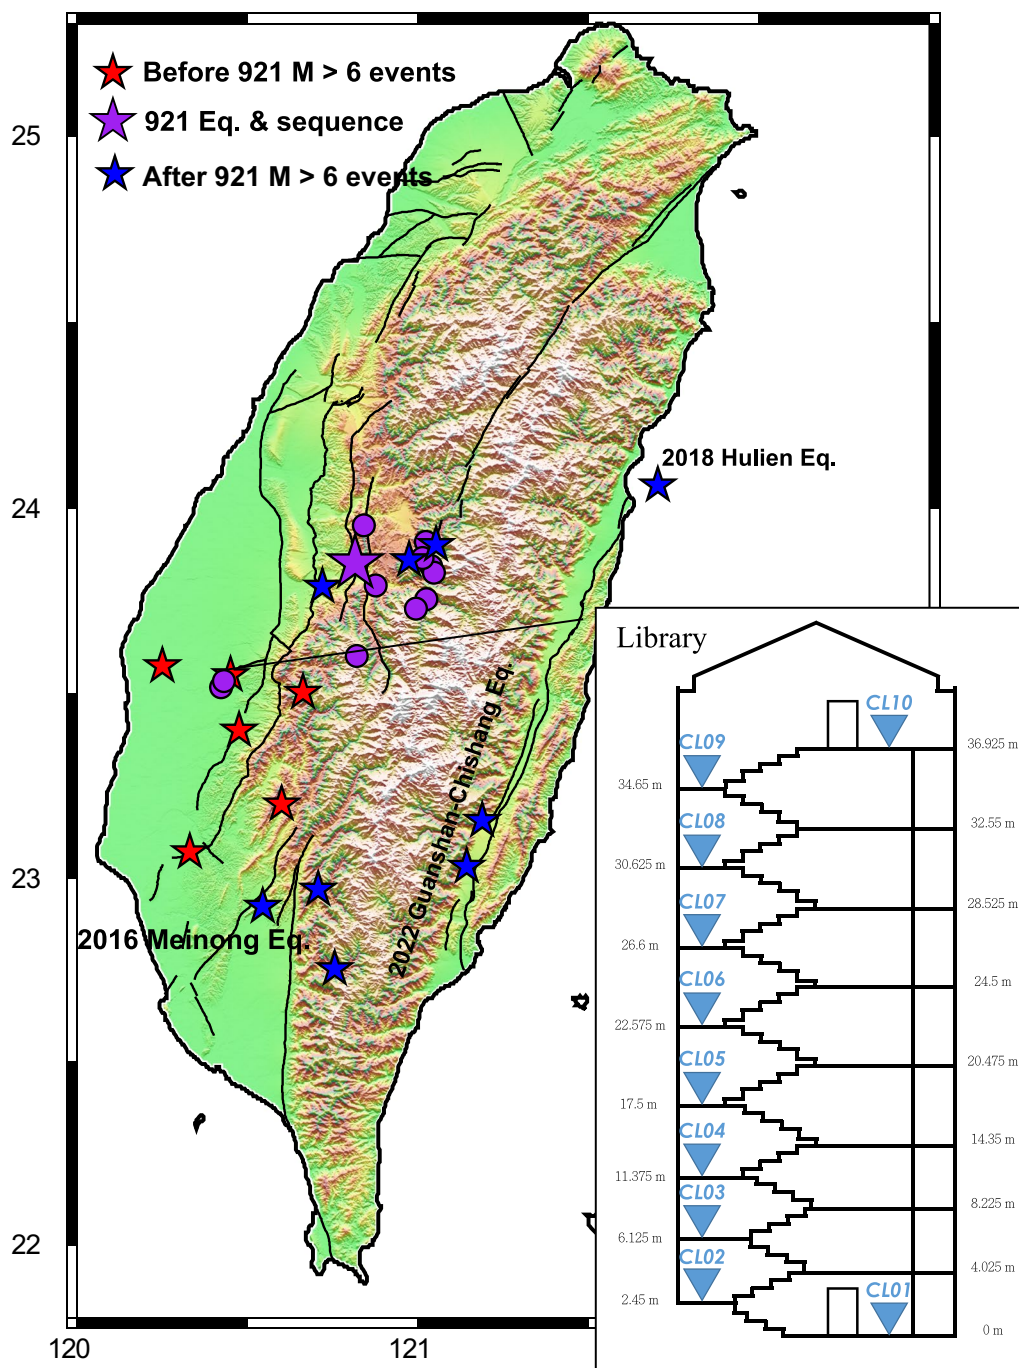 Before 921 M > 6 events
921 Eq. & sequence
After 921 M > 6 events
25
24
23
22
120
121
2018 Hulien Eq.
2022 Guanshan-Chishang Eq.
2016 Meinong Eq.
Library
CL10
36.925 m
CL09
34.65 m
32.55 m
CL08
30.625 m
28.525 m
CL07
26.6 m
24.5 m
CL06
22.575 m
20.475 m
CL05
17.5 m
14.35 m
CL04
11.375 m
8.225 m
CL03
6.125 m
4.025 m
CL02
2.45 m
CL01
0 m